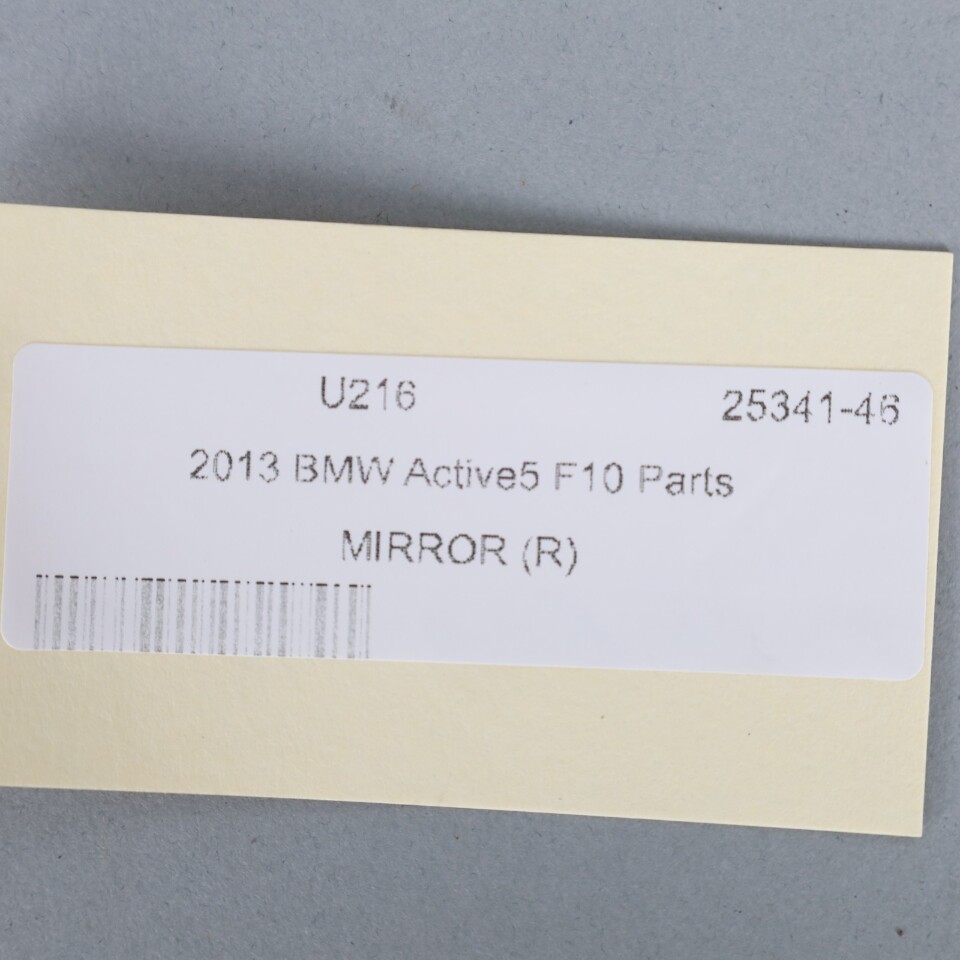 U216 25341-46
2013 BMW Active5 F10 Parts
MIRROR (R)